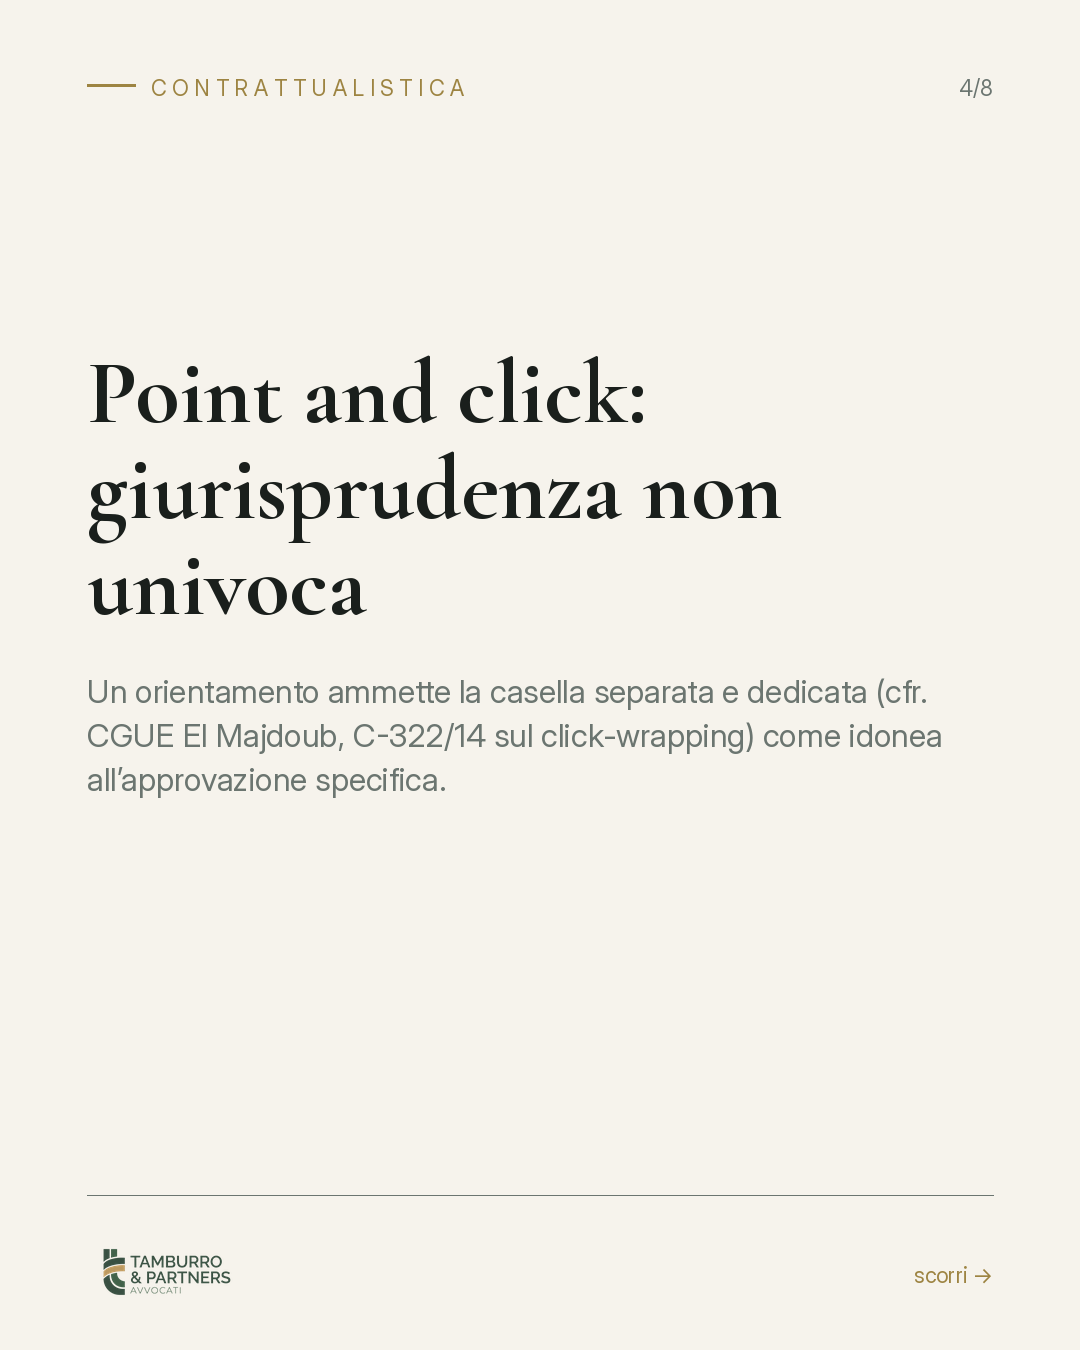 CONTRATTUALISTICA
4/8
Point and click:
giurisprudenza non
univoca
Un orientamento ammette la casella separata e dedicata (cfr.
CGUE El Majdoub, C-322/14 sul click-wrapping) come idonea
all’approvazione specifica.
TAMBURRO
& PARTNERS
AVVOCATI
scorri →